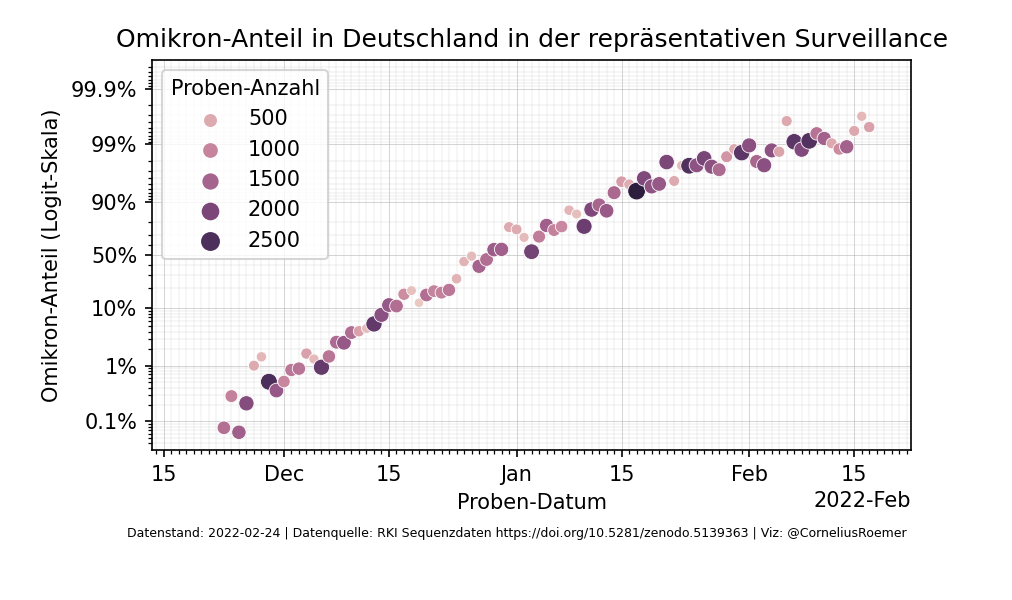 Omikron-Anteil in Deutschland in der repräsentativen Surveillance
Omikron-Anteil (Logit-Skala)
99.9%
99%
90%
50%
10%
1%
0.1%
Proben-Anzahl
500
1000
1500
2000
2500
15 Dec 15 Jan 15 Feb 15
Proben-Datum
2022-Feb
Datenstand: 2022-02-24 | Datenquelle: RKI Sequenzdaten https://doi.org/10.5281/zenodo.5139363 | Viz: @CorneliusRoemer